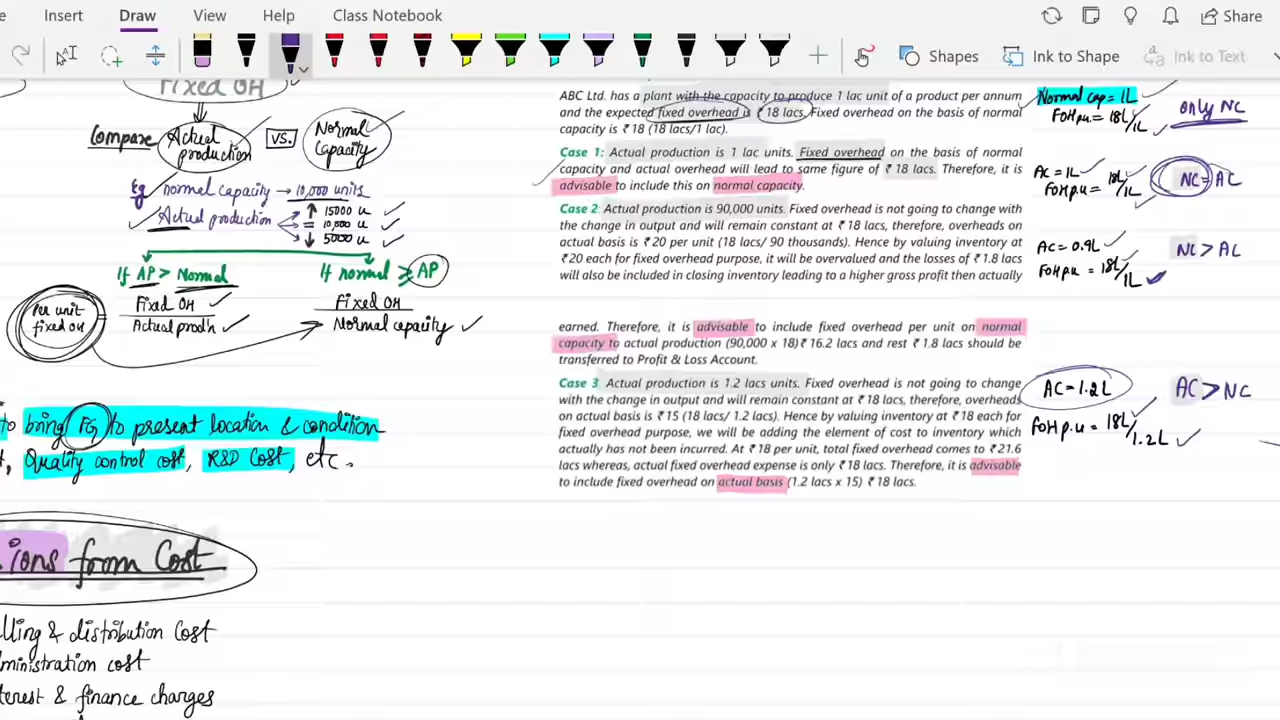 Insert Draw View Help Class Notebook
Share
Shapes
Ink to Shape
Ink to Text
Fixed OH
Compare Actual production vs. Normal Capacity
Eg normal capacity → 10,000 units
Actual production
↑ 15000 u
= 10,000 u
↓ 5000 u
If AP > Normal
If normal ≥ AP
Per unit fixed OH =
Fixed OH
Actual prodn
Fixed OH
Normal capacity
to bring FG to present location & condition
Quality control cost, R&D Cost, etc.
ions from Cost
lling & distribution Cost
ministration cost
terest & finance charges
ABC Ltd. has a plant with the capacity to produce 1 lac unit of a product per annum
and the expected fixed overhead is ₹ 18 lacs. Fixed overhead on the basis of normal
capacity is ₹ 18 (18 lacs/1 lac).
Case 1: Actual production is 1 lac units. Fixed overhead on the basis of normal
capacity and actual overhead will lead to same figure of ₹ 18 lacs. Therefore, it is
advisable to include this on normal capacity.
Case 2: Actual production is 90,000 units. Fixed overhead is not going to change with
the change in output and will remain constant at ₹ 18 lacs, therefore, overheads on
actual basis is ₹ 20 per unit (18 lacs/ 90 thousands). Hence by valuing inventory at
₹ 20 each for fixed overhead purpose, it will be overvalued and the losses of ₹ 1.8 lacs
will also be included in closing inventory leading to a higher gross profit then actually
earned. Therefore, it is advisable to include fixed overhead per unit on normal
capacity to actual production (90,000 x 18) ₹ 16.2 lacs and rest ₹ 1.8 lacs should be
transferred to Profit & Loss Account.
Case 3: Actual production is 1.2 lacs units. Fixed overhead is not going to change
with the change in output and will remain constant at ₹ 18 lacs, therefore, overheads
on actual basis is ₹ 15 (18 lacs/ 1.2 lacs). Hence by valuing inventory at ₹ 18 each for
fixed overhead purpose, we will be adding the element of cost to inventory which
actually has not been incurred. At ₹ 18 per unit, total fixed overhead comes to ₹ 21.6
lacs whereas, actual fixed overhead expense is only ₹ 18 lacs. Therefore, it is advisable
to include fixed overhead on actual basis (1.2 lacs x 15) ₹ 18 lacs.
Normal cap = 1L
FOH p.u = 18L/1L
only NC
AC = 1L
FOH p.u = 18L/1L
NC = AC
AC = 0.9L
FOH p.u = 18L/1L
NC > AC
AC = 1.2L
FOH p.u = 18L/1.2L
AC > NC